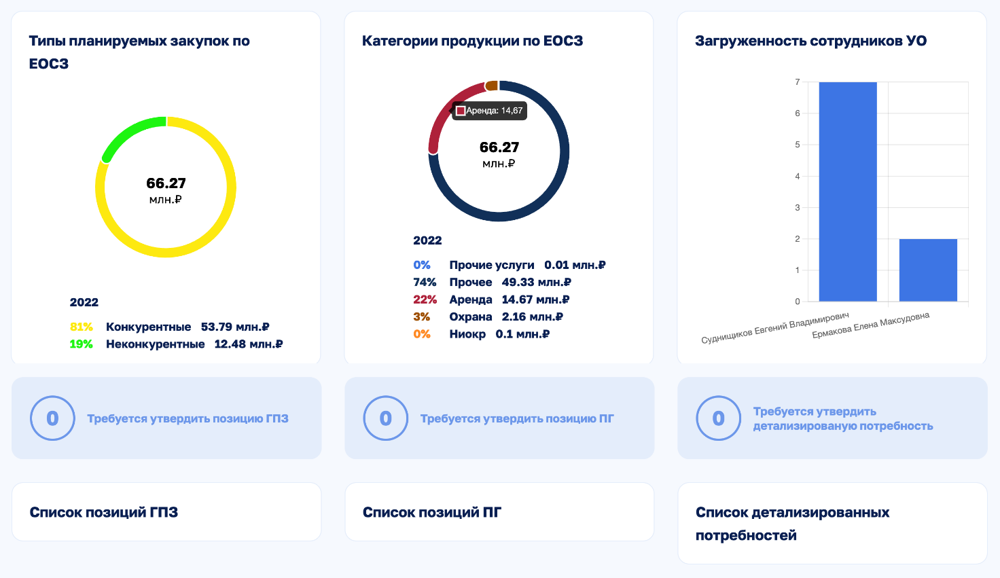 Типы планируемых закупок по
ЕОСЗ
66.27
млн.₽
2022
81% Конкурентные 53.79 млн.₽
19% Неконкурентные 12.48 млн.₽
Категории продукции по ЕОСЗ
Аренда: 14,67
66.27
млн.₽
2022
0% Прочие услуги 0.01 млн.₽
74% Прочее 49.33 млн.₽
22% Аренда 14.67 млн.₽
3% Охрана 2.16 млн.₽
0% Ниокр 0.1 млн.₽
Загруженность сотрудников УО
7
6
5
4
3
2
1
0
Суднищиков Евгений Владимирович
Ермакова Елена Максудовна
0 Требуется утвердить позицию ГПЗ
0 Требуется утвердить позицию ПГ
0 Требуется утвердить
детализированую потребность
Список позиций ГПЗ
Список позиций ПГ
Список детализированных
потребностей